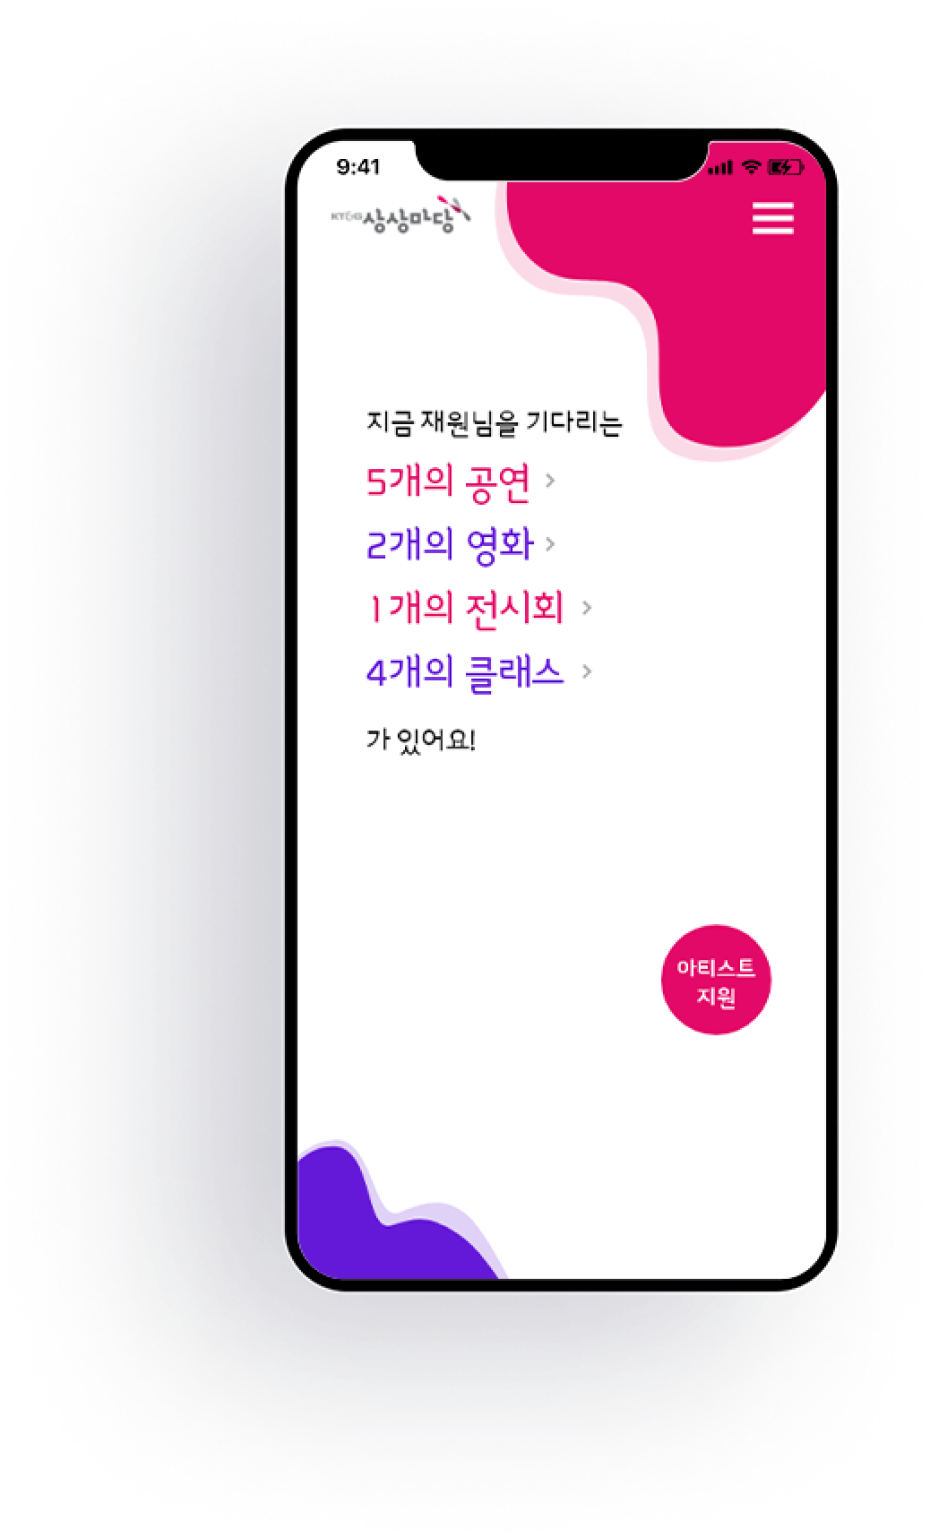 9:41
KT&G 상상마당
지금 재원님을 기다리는
5개의 공연 >
2개의 영화 >
1개의 전시회 >
4개의 클래스 >
가 있어요!
아티스트
지원